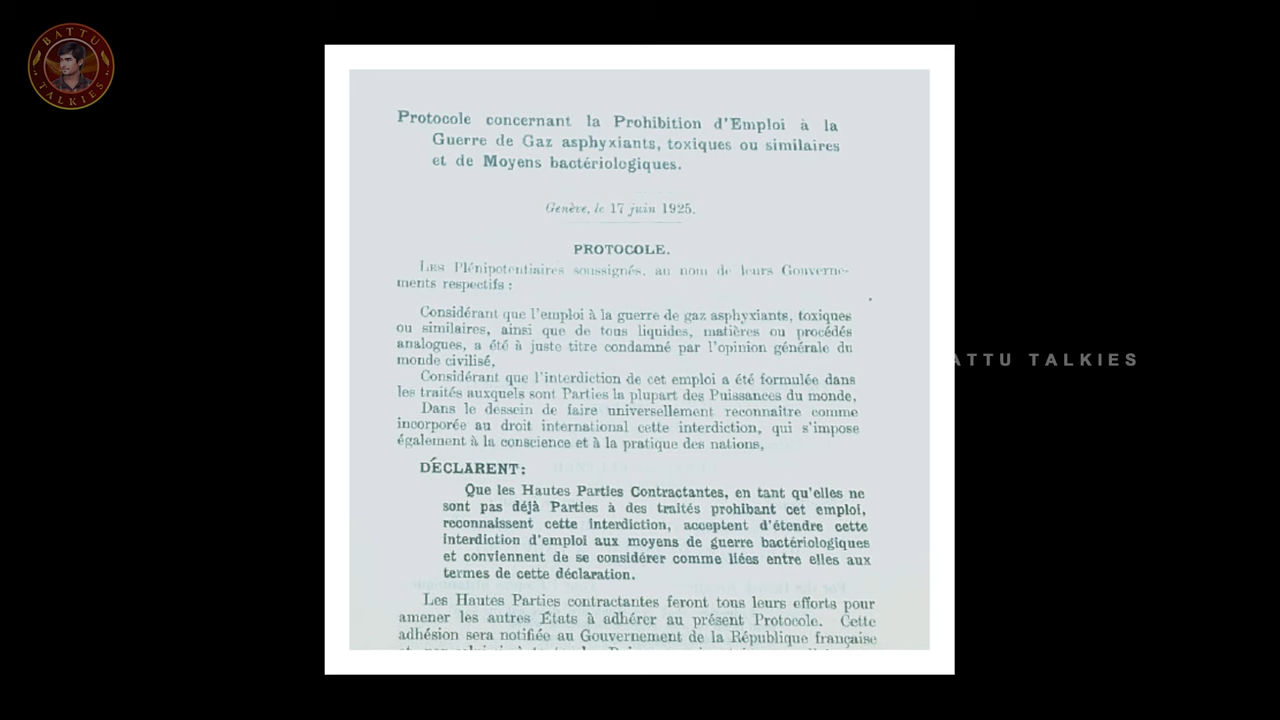 BATTU
TALKIES
Protocole concernant la Prohibition d'Emploi à la
Guerre de Gaz asphyxiants, toxiques ou similaires
et de Moyens bactériologiques.
Genève, le 17 juin 1925.
PROTOCOLE.
Les Plénipotentiaires soussignés, au nom de leurs Gouverne-
ments respectifs :
Considérant que l'emploi à la guerre de gaz asphyxiants, toxiques
ou similaires, ainsi que de tous liquides, matières ou procédés
analogues, a été à juste titre condamné par l'opinion générale du
monde civilisé,
Considérant que l'interdiction de cet emploi a été formulée dans
les traités auxquels sont Parties la plupart des Puissances du monde,
Dans le dessein de faire universellement reconnaître comme
incorporée au droit international cette interdiction, qui s'impose
également à la conscience et à la pratique des nations,
DÉCLARENT:
Que les Hautes Parties Contractantes, en tant qu'elles ne
sont pas déjà Parties à des traités prohibant cet emploi,
reconnaissent cette interdiction, acceptent d'étendre cette
interdiction d'emploi aux moyens de guerre bactériologiques
et conviennent de se considérer comme liées entre elles aux
termes de cette déclaration.
Les Hautes Parties contractantes feront tous leurs efforts pour
amener les autres États à adhérer au présent Protocole. Cette
adhésion sera notifiée au Gouvernement de la République française
ATTU TALKIES